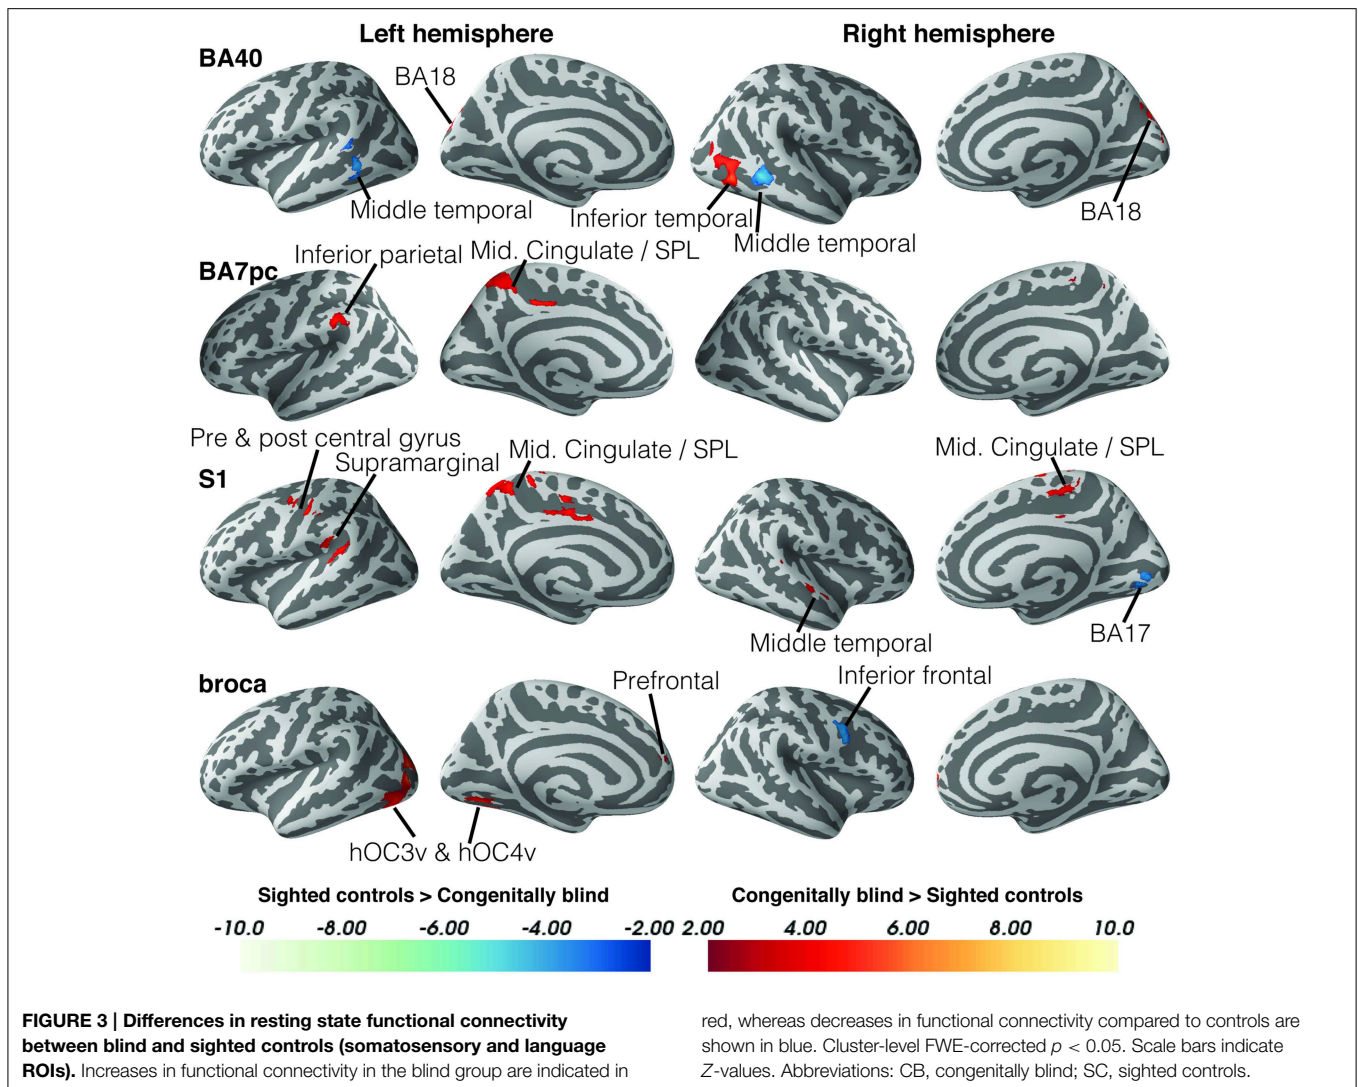 Left hemisphere
Right hemisphere
BA40
BA18
Middle temporal
Inferior temporal
Middle temporal
BA18
BA7pc
Inferior parietal
Mid. Cingulate / SPL
S1
Pre & post central gyrus
Supramarginal
Mid. Cingulate / SPL
Mid. Cingulate / SPL
Middle temporal
BA17
broca
Prefrontal
Inferior frontal
hOC3v & hOC4v
Sighted controls > Congenitally blind
Congenitally blind > Sighted controls
-10.0 -8.00 -6.00 -4.00 -2.00
2.00 4.00 6.00 8.00 10.0
FIGURE 3 | Differences in resting state functional connectivity
between blind and sighted controls (somatosensory and language
ROIs). Increases in functional connectivity in the blind group are indicated in
red, whereas decreases in functional connectivity compared to controls are
shown in blue. Cluster-level FWE-corrected p < 0.05. Scale bars indicate
Z-values. Abbreviations: CB, congenitally blind; SC, sighted controls.